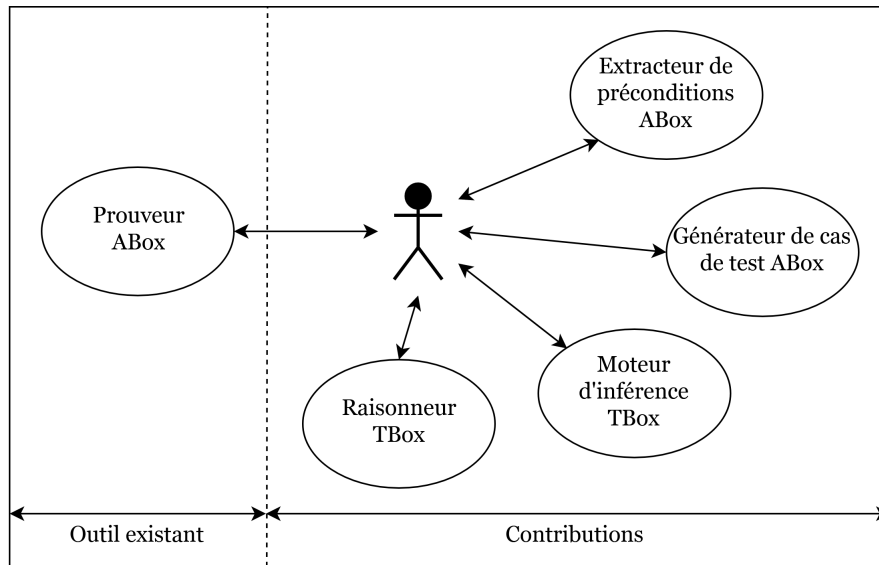 Extracteur de
préconditions
ABox
Prouveur
ABox
Générateur de cas
de test ABox
Moteur
d'inférence
TBox
Raisonneur
TBox
Outil existant
Contributions